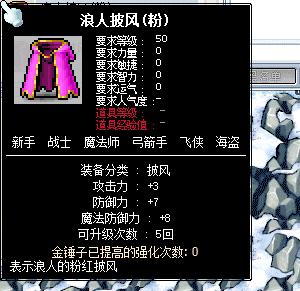 浪人披风(粉)
要求等级： 50
要求力量： 0
要求敏捷： 0
要求智力： 0
要求运气： 0
要求人气度： -
道具等级： -
道具经验值： -
新手 战士 魔法师 弓箭手 飞侠 海盗
装备分类 : 披风
攻击力 : +3
防御力 : +7
魔法防御力 : +8
可升级次数 : 5回
金锤子已提高的强化次数: 0
表示浪人的粉红披风